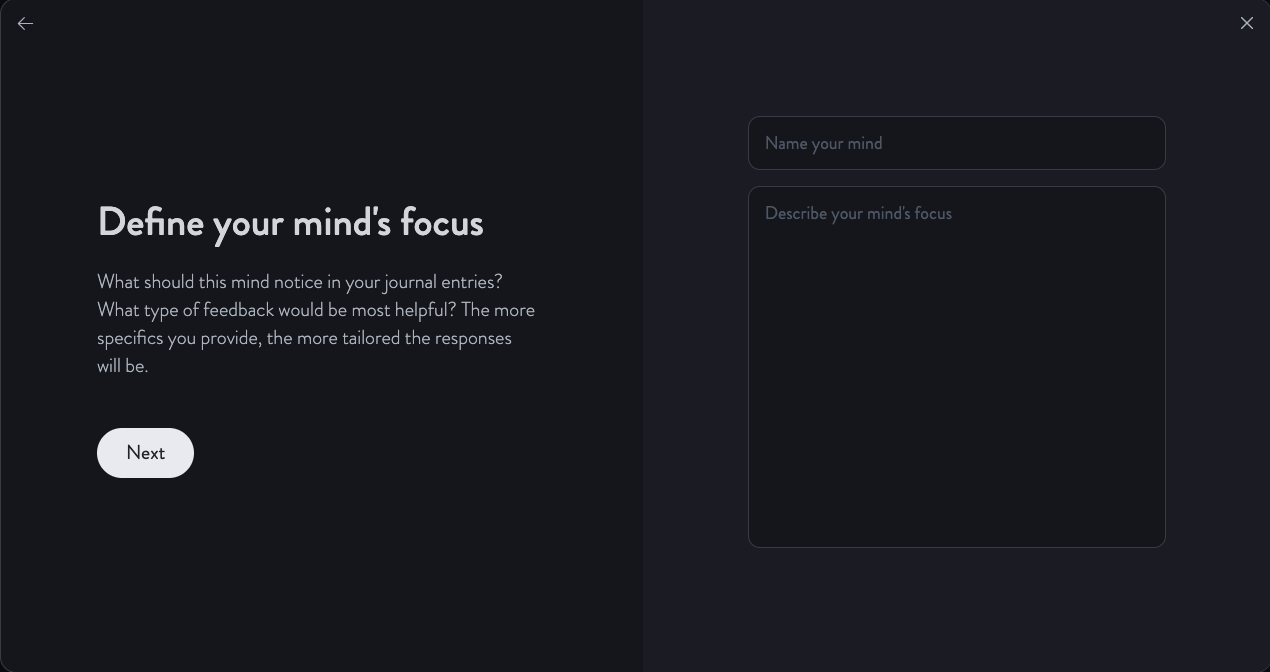 Define your mind's focus
What should this mind notice in your journal entries?
What type of feedback would be most helpful? The more
specifics you provide, the more tailored the responses
will be.
Next
Name your mind
Describe your mind's focus